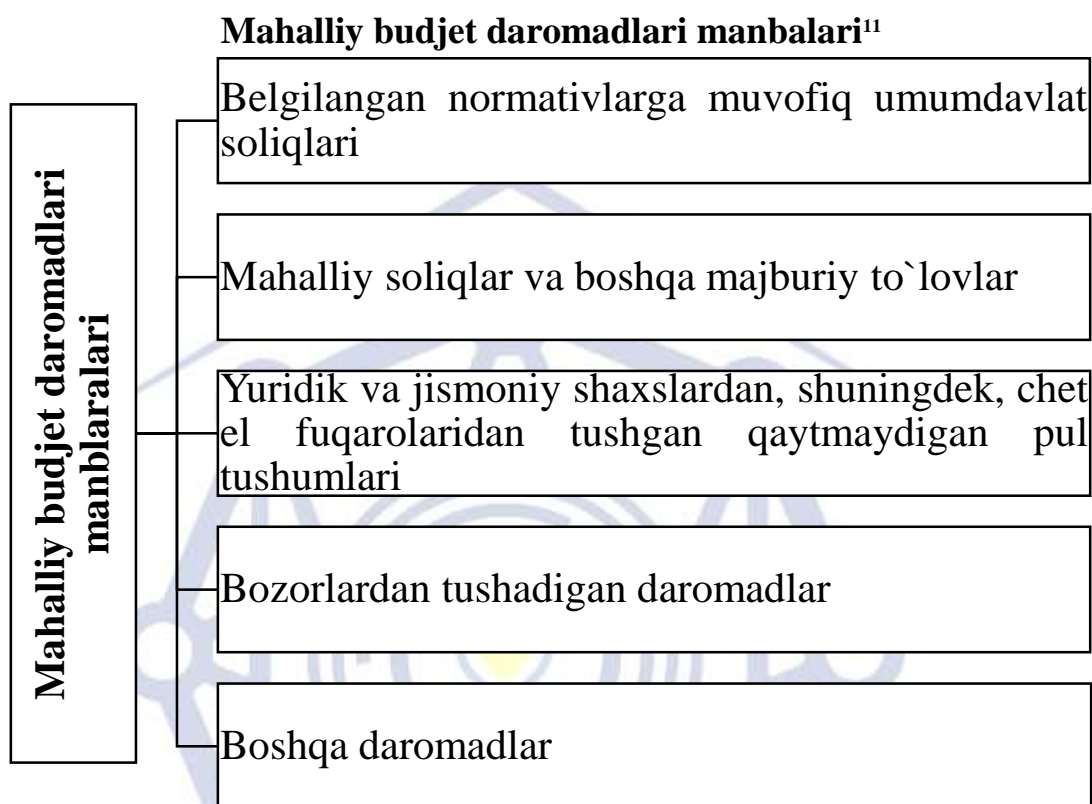 Mahalliy budjet daromadlari manbalari¹¹
Mahalliy budjet daromadlari
manblaralari
Belgilangan normativlarga muvofiq umumdavlat
soliqlari
Mahalliy soliqlar va boshqa majburiy to`lovlar
Yuridik va jismoniy shaxslardan, shuningdek, chet
el fuqarolaridan tushgan qaytmaydigan pul
tushumlari
Bozorlardan tushadigan daromadlar
Boshqa daromadlar